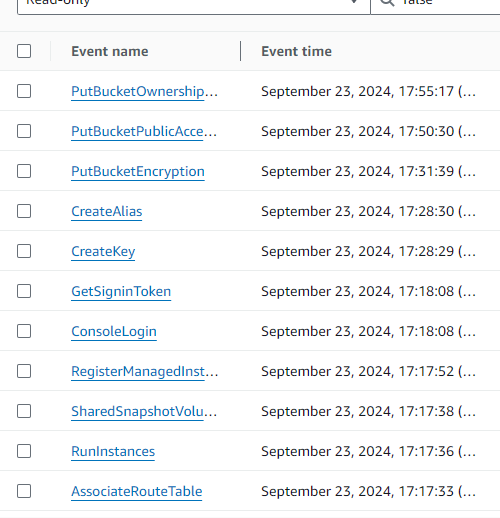 Read-only false
Event name Event time
PutBucketOwnership... September 23, 2024, 17:55:17 (...
PutBucketPublicAcce... September 23, 2024, 17:50:30 (...
PutBucketEncryption September 23, 2024, 17:31:39 (...
CreateAlias September 23, 2024, 17:28:30 (...
CreateKey September 23, 2024, 17:28:29 (...
GetSigninToken September 23, 2024, 17:18:08 (...
ConsoleLogin September 23, 2024, 17:18:08 (...
RegisterManagedInst... September 23, 2024, 17:17:52 (...
SharedSnapshotVolu... September 23, 2024, 17:17:38 (...
RunInstances September 23, 2024, 17:17:36 (...
AssociateRouteTable September 23, 2024, 17:17:33 (...